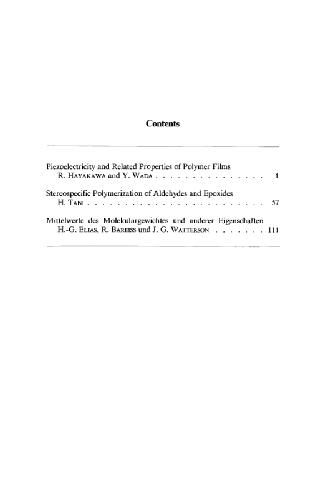 Contents
Piezoelectricity and Related Properties of Polymer Films
R. HAYAKAWA and Y. WADA . . . . . . . . . . . . . . . 1
Stereospecific Polymerization of Aldehydes and Epoxides
H. TANI . . . . . . . . . . . . . . . . . . . . . . . . 57
Mittelwerte des Molekulargewichtes und anderer Eigenschaften
H.-G. ELIAS, R. BAREISS und J. G. WATTERSON . . . . . . . 111